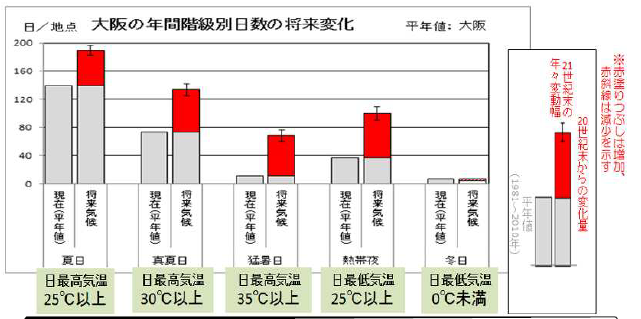 日/地点 大阪の年間階級別日数の将来変化 平年値：大阪
200
160
120
80
40
0
現在(平年値) 将来気候 現在(平年値) 将来気候 現在(平年値) 将来気候 現在(平年値) 将来気候 現在(平年値) 将来気候
夏日 真夏日 猛暑日 熱帯夜 冬日
日最高気温 日最高気温 日最高気温 日最低気温 日最低気温
25℃以上 30℃以上 35℃以上 25℃以上 0℃未満
※赤塗りつぶしは増加、
赤斜線は減少を示す
21世紀末の
年々変動幅
20世紀末からの変化量
平年値
(1981～2010年)